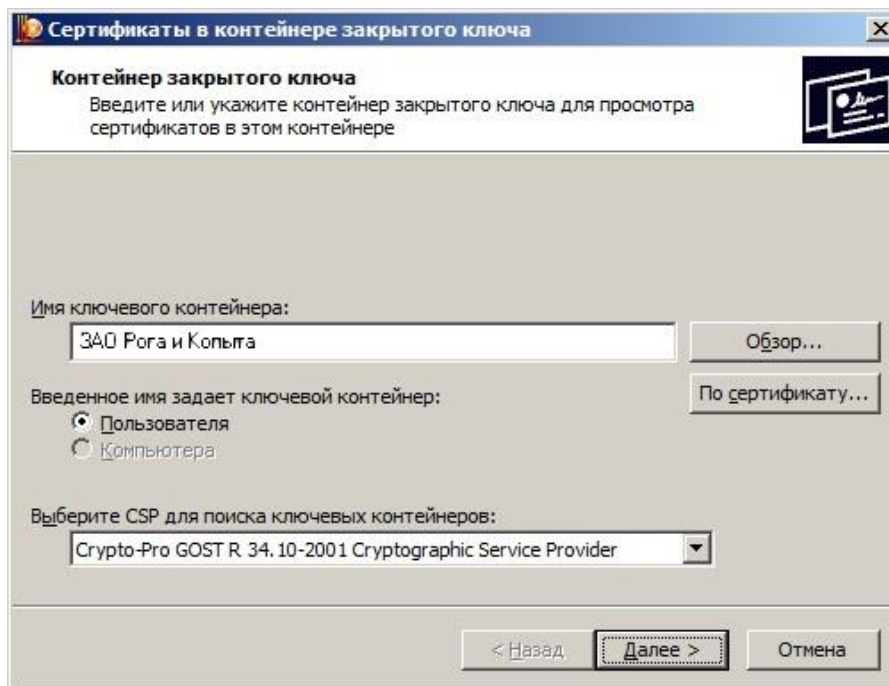 Сертификаты в контейнере закрытого ключа
Контейнер закрытого ключа
Введите или укажите контейнер закрытого ключа для просмотра
сертификатов в этом контейнере
Имя ключевого контейнера:
ЗАО Рога и Копыта
Обзор...
По сертификату...
Введенное имя задает ключевой контейнер:
Пользователя
Компьютера
Выберите CSP для поиска ключевых контейнеров:
Crypto-Pro GOST R 34.10-2001 Cryptographic Service Provider
< Назад
Далее >
Отмена